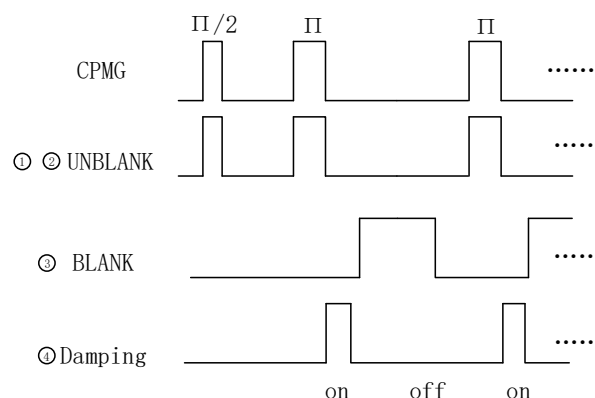 Π/2 Π Π
CPMG ······
① ② UNBLANK ·····
③ BLANK ·····
④Damping ·····
on off on